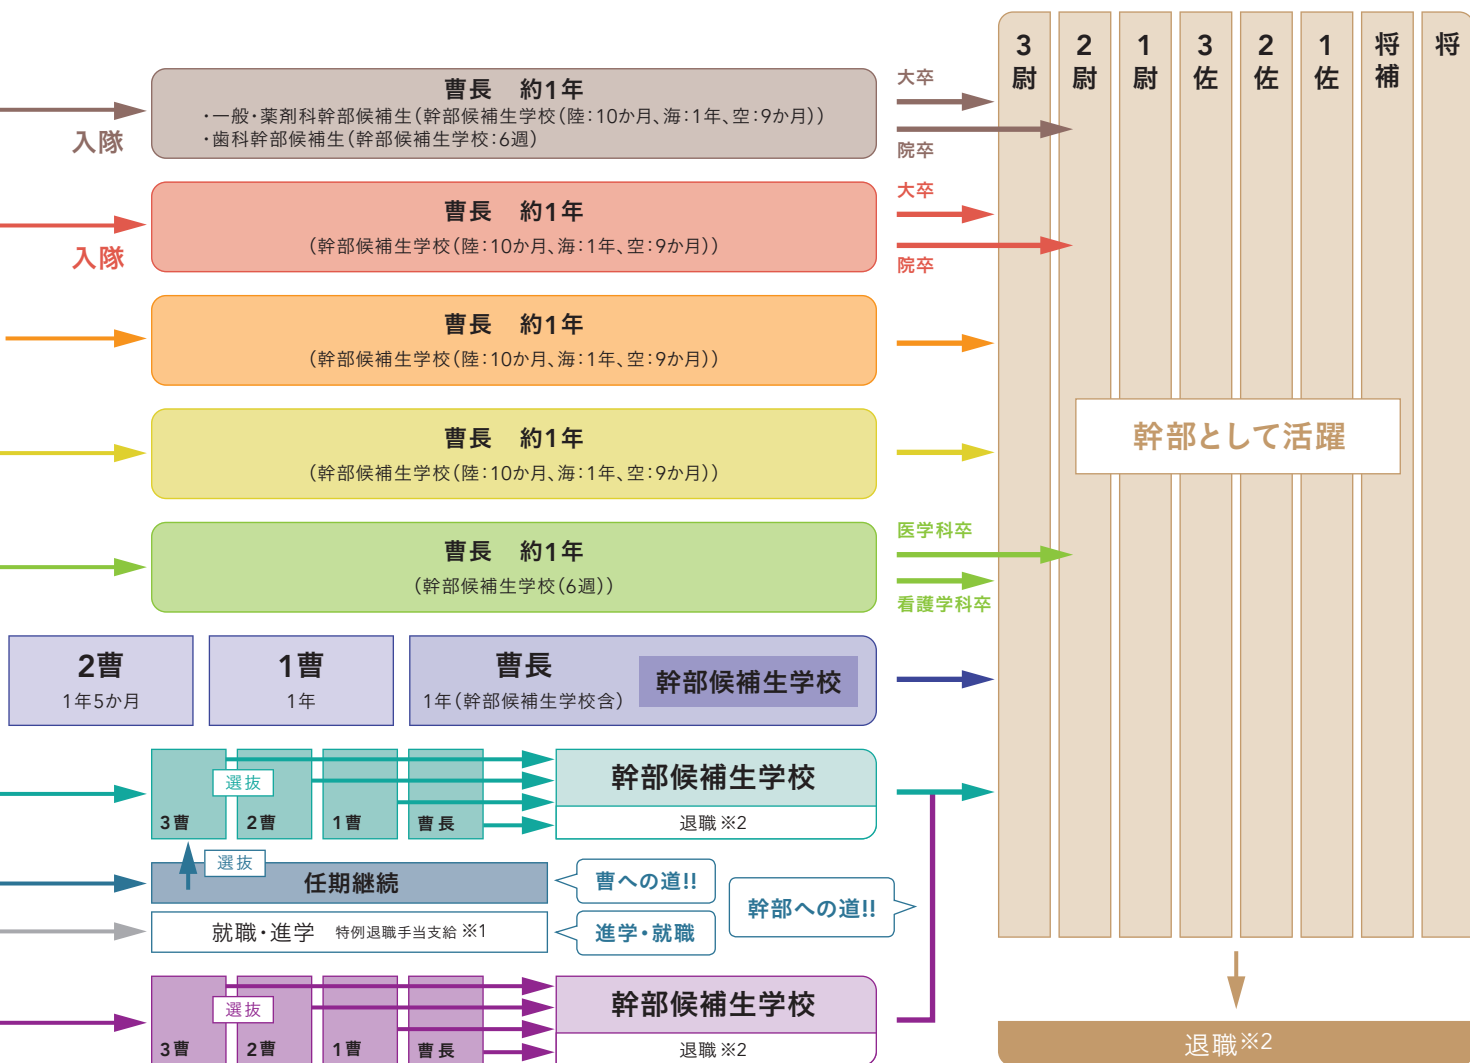 入隊
曹長 約1年
・一般・薬剤科幹部候補生(幹部候補生学校(陸:10か月、海:1年、空:9か月))
・歯科幹部候補生(幹部候補生学校:6週)
大卒
院卒
入隊
曹長 約1年
(幹部候補生学校(陸:10か月、海:1年、空:9か月))
大卒
院卒
曹長 約1年
(幹部候補生学校(陸:10か月、海:1年、空:9か月))
曹長 約1年
(幹部候補生学校(陸:10か月、海:1年、空:9か月))
曹長 約1年
(幹部候補生学校(6週))
医学科卒
看護学科卒
2曹
1年5か月
1曹
1年
曹長
1年(幹部候補生学校含)
幹部候補生学校
選抜
3曹
2曹
1曹
曹長
幹部候補生学校
退職※2
選抜
任期継続
曹への道!!
就職・進学 特例退職手当支給※1
進学・就職
幹部への道!!
選抜
3曹
2曹
1曹
曹長
幹部候補生学校
退職※2
3尉
2尉
1尉
3佐
2佐
1佐
将補
将
幹部として活躍
退職※2